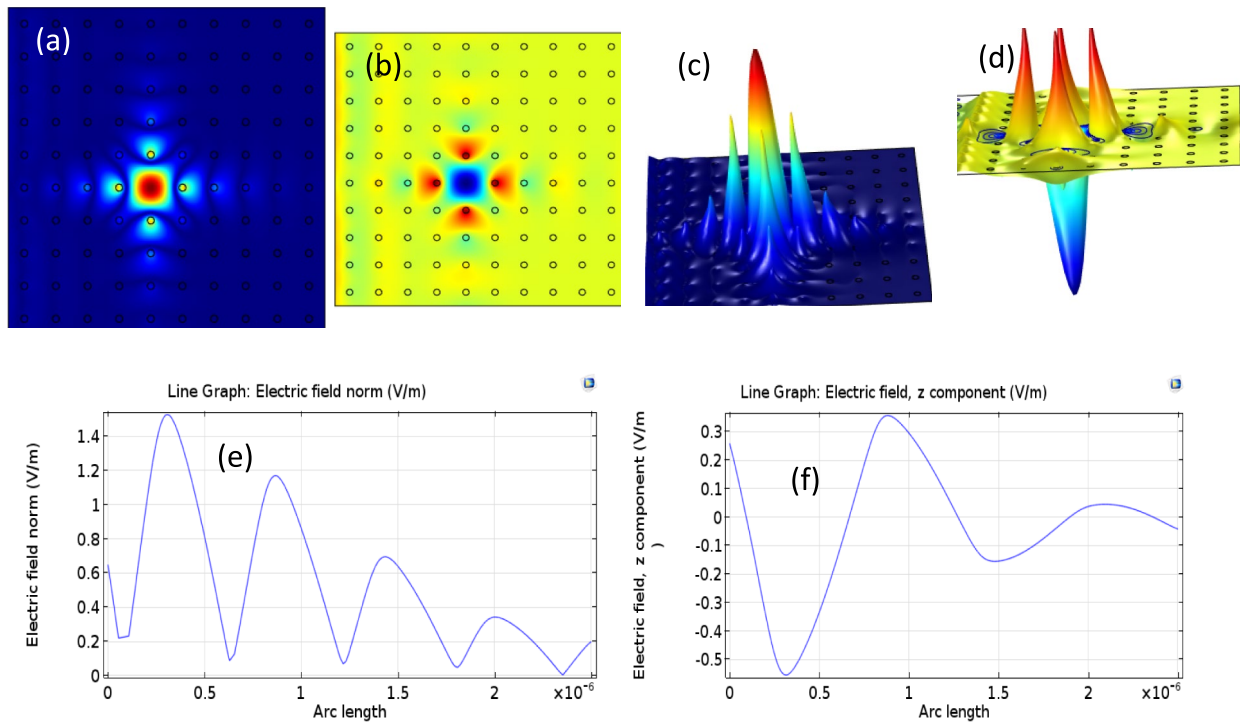 (a)
(b)
(c)
(d)
Line Graph: Electric field norm (V/m)
Electric field norm (V/m)
1.4
1.2
1
0.8
0.6
0.4
0.2
0
(e)
0
0.5
1
1.5
2
×10⁻⁶
Arc length
Line Graph: Electric field, z component (V/m)
Electric field, z component (V/m
)
0.3
0.2
0.1
0
-0.1
-0.2
-0.3
-0.4
-0.5
(f)
0
0.5
1
1.5
2
×10⁻⁶
Arc length